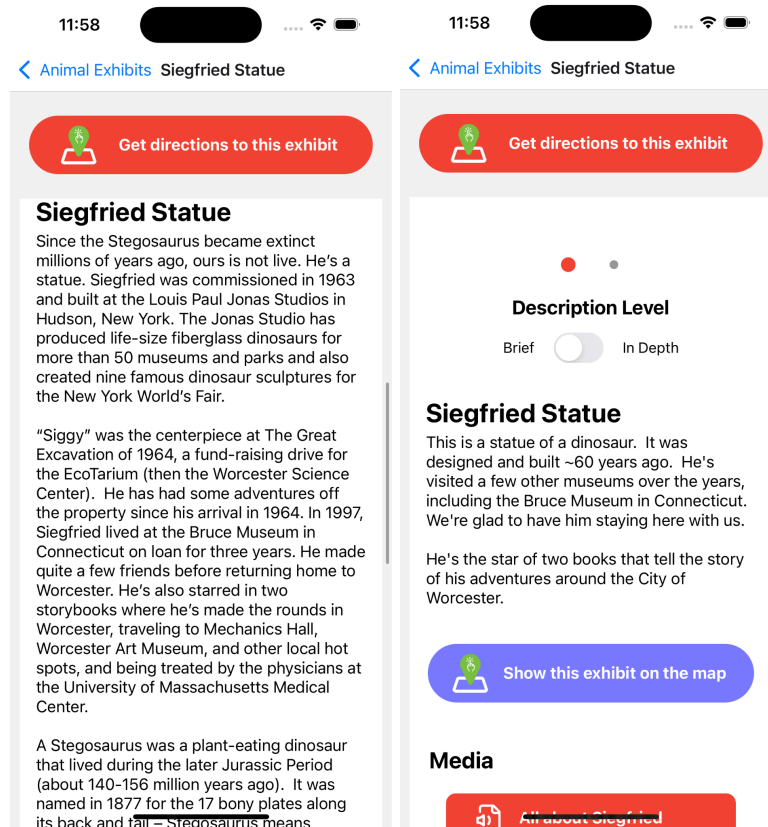 11:58
Animal Exhibits Siegfried Statue
Get directions to this exhibit
Siegfried Statue
Since the Stegosaurus became extinct
millions of years ago, ours is not live. He’s a
statue. Siegfried was commissioned in 1963
and built at the Louis Paul Jonas Studios in
Hudson, New York. The Jonas Studio has
produced life-size fiberglass dinosaurs for
more than 50 museums and parks and also
created nine famous dinosaur sculptures for
the New York World’s Fair.
“Siggy” was the centerpiece at The Great
Excavation of 1964, a fund-raising drive for
the EcoTarium (then the Worcester Science
Center).  He has had some adventures off
the property since his arrival in 1964. In 1997,
Siegfried lived at the Bruce Museum in
Connecticut on loan for three years. He made
quite a few friends before returning home to
Worcester. He’s also starred in two
storybooks where he’s made the rounds in
Worcester, traveling to Mechanics Hall,
Worcester Art Museum, and other local hot
spots, and being treated by the physicians at
the University of Massachusetts Medical
Center.
A Stegosaurus was a plant-eating dinosaur
that lived during the later Jurassic Period
(about 140-156 million years ago).  It was
named in 1877 for the 17 bony plates along
its back and tail – Stegosaurus means
11:58
Animal Exhibits Siegfried Statue
Get directions to this exhibit
Description Level
Brief In Depth
Siegfried Statue
This is a statue of a dinosaur.  It was
designed and built ~60 years ago.  He's
visited a few other museums over the years,
including the Bruce Museum in Connecticut.
We're glad to have him staying here with us.
He's the star of two books that tell the story
of his adventures around the City of
Worcester.
Show this exhibit on the map
Media
All about Siegfried